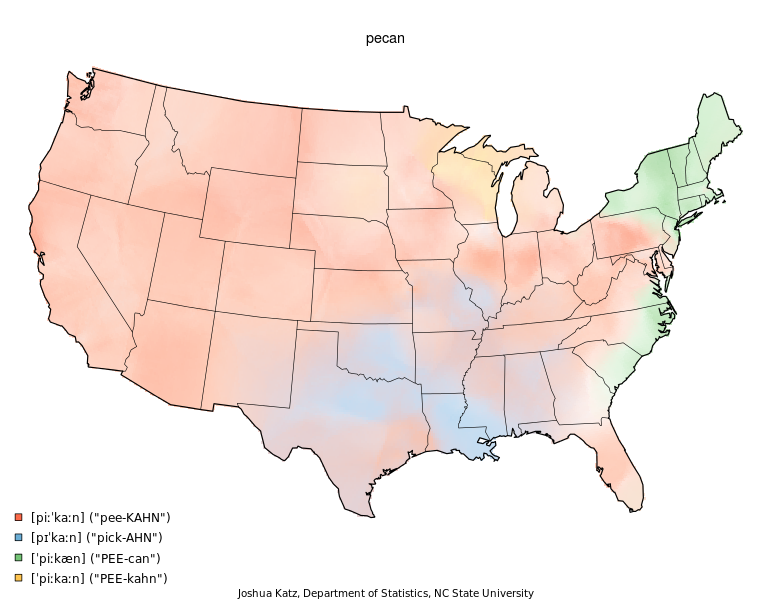 pecan
[piːˈkaːn] ("pee-KAHN")
[pɪˈkaːn] ("pick-AHN")
[ˈpiːkæn] ("PEE-can")
[ˈpiːkaːn] ("PEE-kahn")
Joshua Katz, Department of Statistics, NC State University